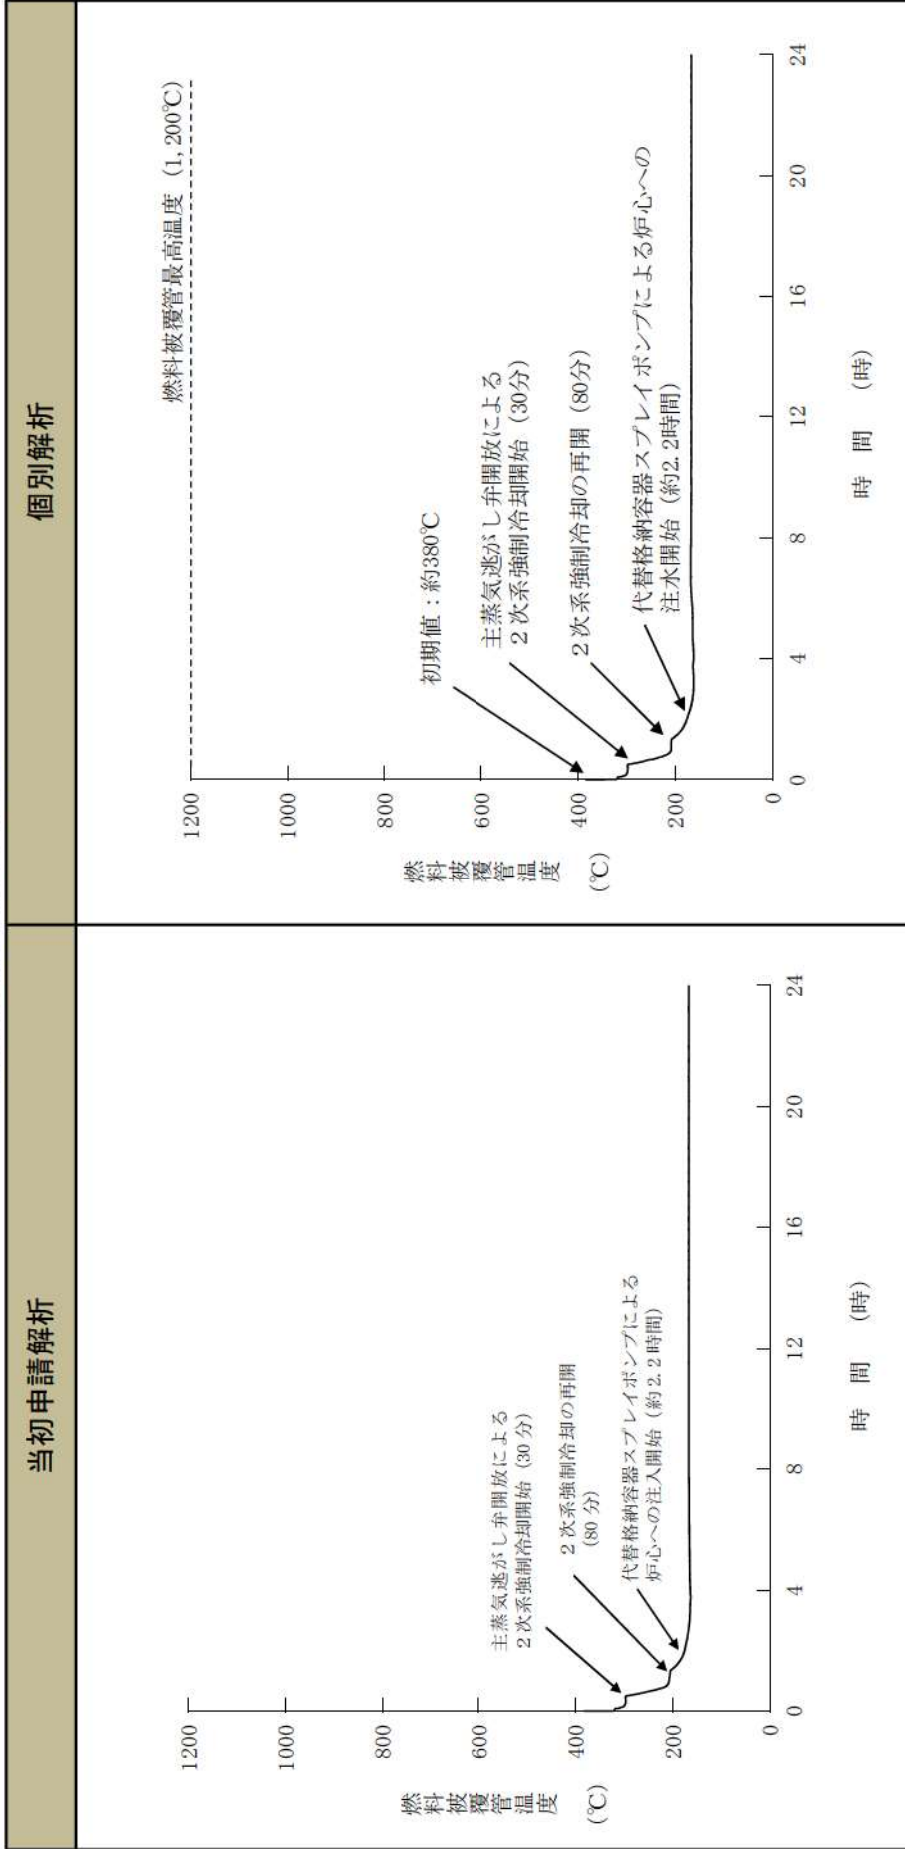 当初申請解析
1200
1000
800
600
400
200
0
燃料被覆管温度
(℃)
主蒸気逃がし弁開放による
2次系強制冷却開始（30分）
2次系強制冷却の再開
(80分)
代替格納容器スプレイポンプによる
炉心への注入開始（約2.2時間）
0
4
8
12
16
20
24
時 間 (時)
個別解析
1200
1000
800
600
400
200
0
燃料被覆管温度
(℃)
燃料被覆管最高温度（1,200℃）
初期値：約380℃
主蒸気逃がし弁開放による
2次系強制冷却開始（30分）
2次系強制冷却の再開（80分）
代替格納容器スプレイポンプによる炉心への
注水開始（約2.2時間）
0
4
8
12
16
20
24
時 間 (時)